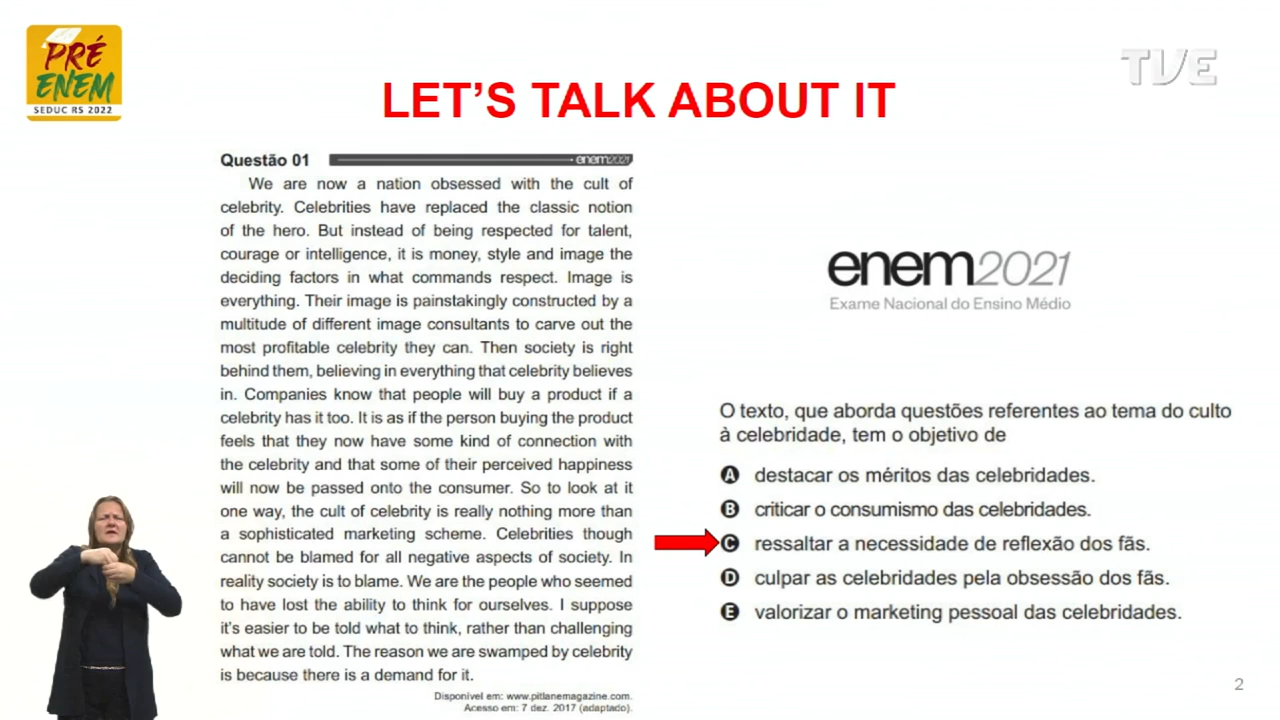 PRÉ
ENEM
SEDUC RS 2022
TVE
LET'S TALK ABOUT IT
Questão 01
enem2021
We are now a nation obsessed with the cult of
celebrity. Celebrities have replaced the classic notion
of the hero. But instead of being respected for talent,
courage or intelligence, it is money, style and image the
deciding factors in what commands respect. Image is
everything. Their image is painstakingly constructed by a
multitude of different image consultants to carve out the
most profitable celebrity they can. Then society is right
behind them, believing in everything that celebrity believes
in. Companies know that people will buy a product if a
celebrity has it too. It is as if the person buying the product
feels that they now have some kind of connection with
the celebrity and that some of their perceived happiness
will now be passed onto the consumer. So to look at it
one way, the cult of celebrity is really nothing more than
a sophisticated marketing scheme. Celebrities though
cannot be blamed for all negative aspects of society. In
reality society is to blame. We are the people who seemed
to have lost the ability to think for ourselves. I suppose
it's easier to be told what to think, rather than challenging
what we are told. The reason we are swamped by celebrity
is because there is a demand for it.
Disponível em: www.pitlanemagazine.com.
Acesso em: 7 dez. 2017 (adaptado).
enem2021
Exame Nacional do Ensino Médio
O texto, que aborda questões referentes ao tema do culto
à celebridade, tem o objetivo de
A destacar os méritos das celebridades.
B criticar o consumismo das celebridades.
C ressaltar a necessidade de reflexão dos fãs.
D culpar as celebridades pela obsessão dos fãs.
E valorizar o marketing pessoal das celebridades.
2